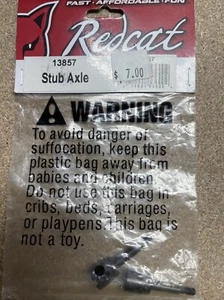 FAST · AFFORDABLE · FUN
Redcat
13857
Stub Axle
$ 7.00
WARNING
To avoid danger of
suffocation, keep this
plastic bag away from
babies and children.
Do not use this bag in
cribs, beds, carriages,
or playpens. This bag is
not a toy.